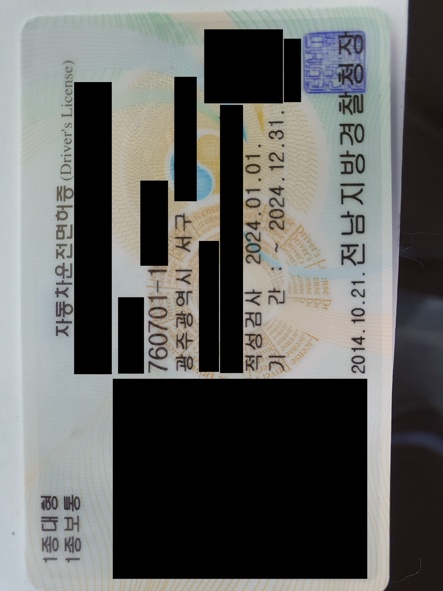 1종대형
1종보통
자동차운전면허증 (Driver's License)
760701-1
광주광역시 서구
적성검사 2024.01.01.
기 간 : ~ 2024.12.31.
2014.10.21. 전남지방경찰청장